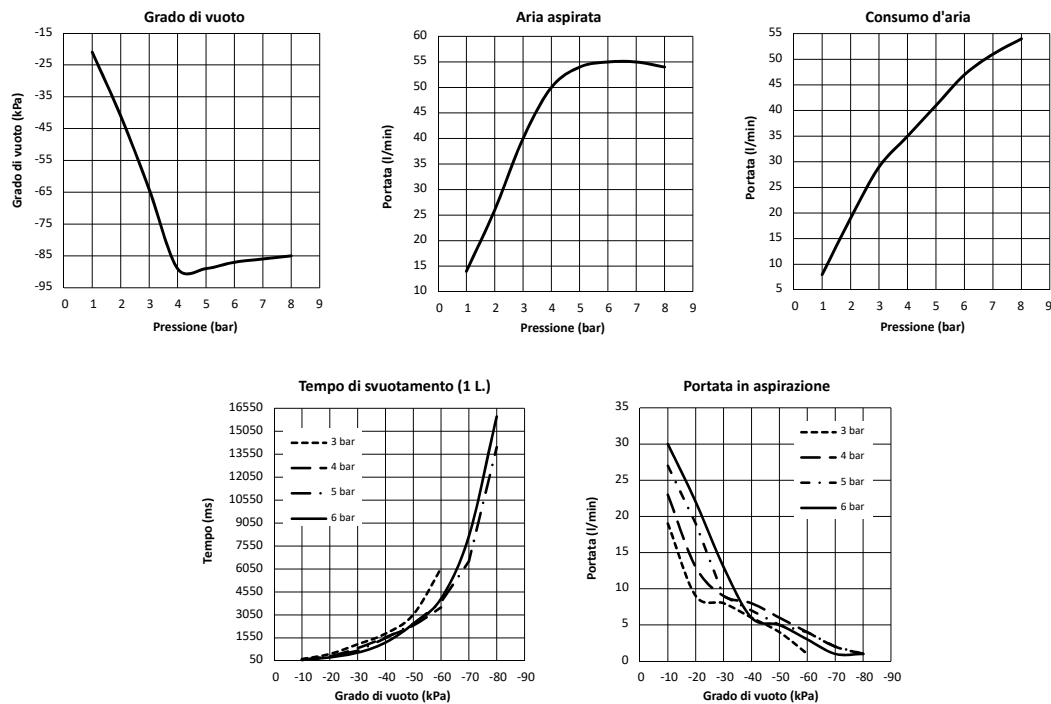 Grado di vuoto
-15
-25
-35
-45
-55
-65
-75
-85
-95
0 1 2 3 4 5 6 7 8 9
Grado di vuoto (kPa)
Pressione (bar)
Aria aspirata
60
55
50
45
40
35
30
25
20
15
10
0 1 2 3 4 5 6 7 8 9
Portata (l/min)
Pressione (bar)
Consumo d'aria
55
50
45
40
35
30
25
20
15
10
5
0 1 2 3 4 5 6 7 8 9
Portata (l/min)
Pressione (bar)
Tempo di svuotamento (1 L.)
16550
15050
13550
12050
10550
9050
7550
6050
4550
3050
1550
50
0 -10 -20 -30 -40 -50 -60 -70 -80 -90
Tempo (ms)
Grado di vuoto (kPa)
3 bar
4 bar
5 bar
6 bar
Portata in aspirazione
35
30
25
20
15
10
5
0
0 -10 -20 -30 -40 -50 -60 -70 -80 -90
Portata (l/min)
Grado di vuoto (kPa)
3 bar
4 bar
5 bar
6 bar